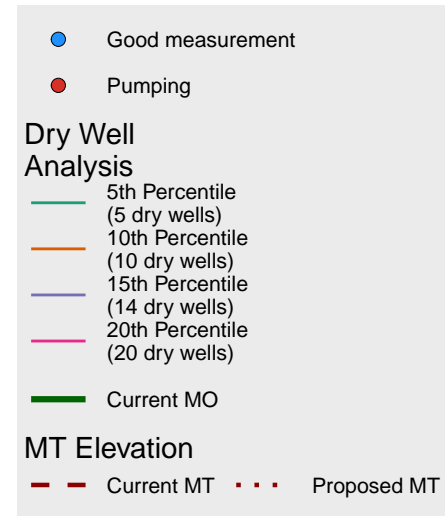 Good measurement
Pumping
Dry Well
Analysis
5th Percentile
(5 dry wells)
10th Percentile
(10 dry wells)
15th Percentile
(14 dry wells)
20th Percentile
(20 dry wells)
Current MO
MT Elevation
Current MT Proposed MT